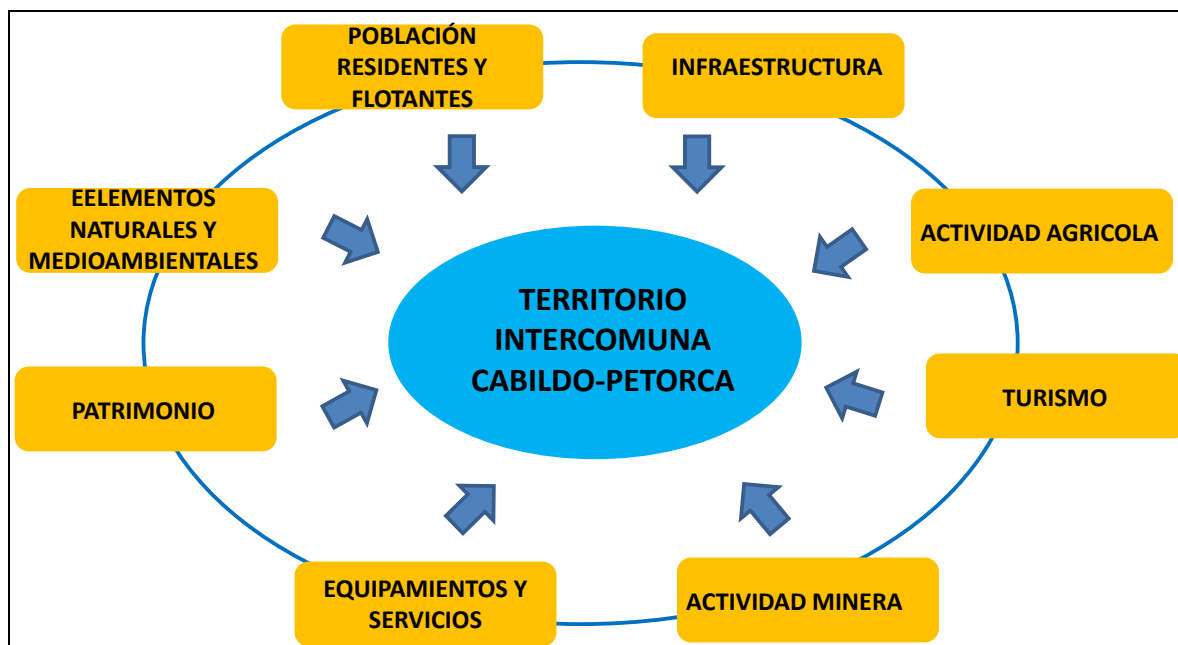 POBLACIÓN
RESIDENTES Y
FLOTANTES
INFRAESTRUCTURA
EELEMENTOS
NATURALES Y
MEDIOAMBIENTALES
ACTIVIDAD AGRICOLA
TERRITORIO
INTERCOMUNA
CABILDO-PETORCA
PATRIMONIO
TURISMO
EQUIPAMIENTOS Y
SERVICIOS
ACTIVIDAD MINERA